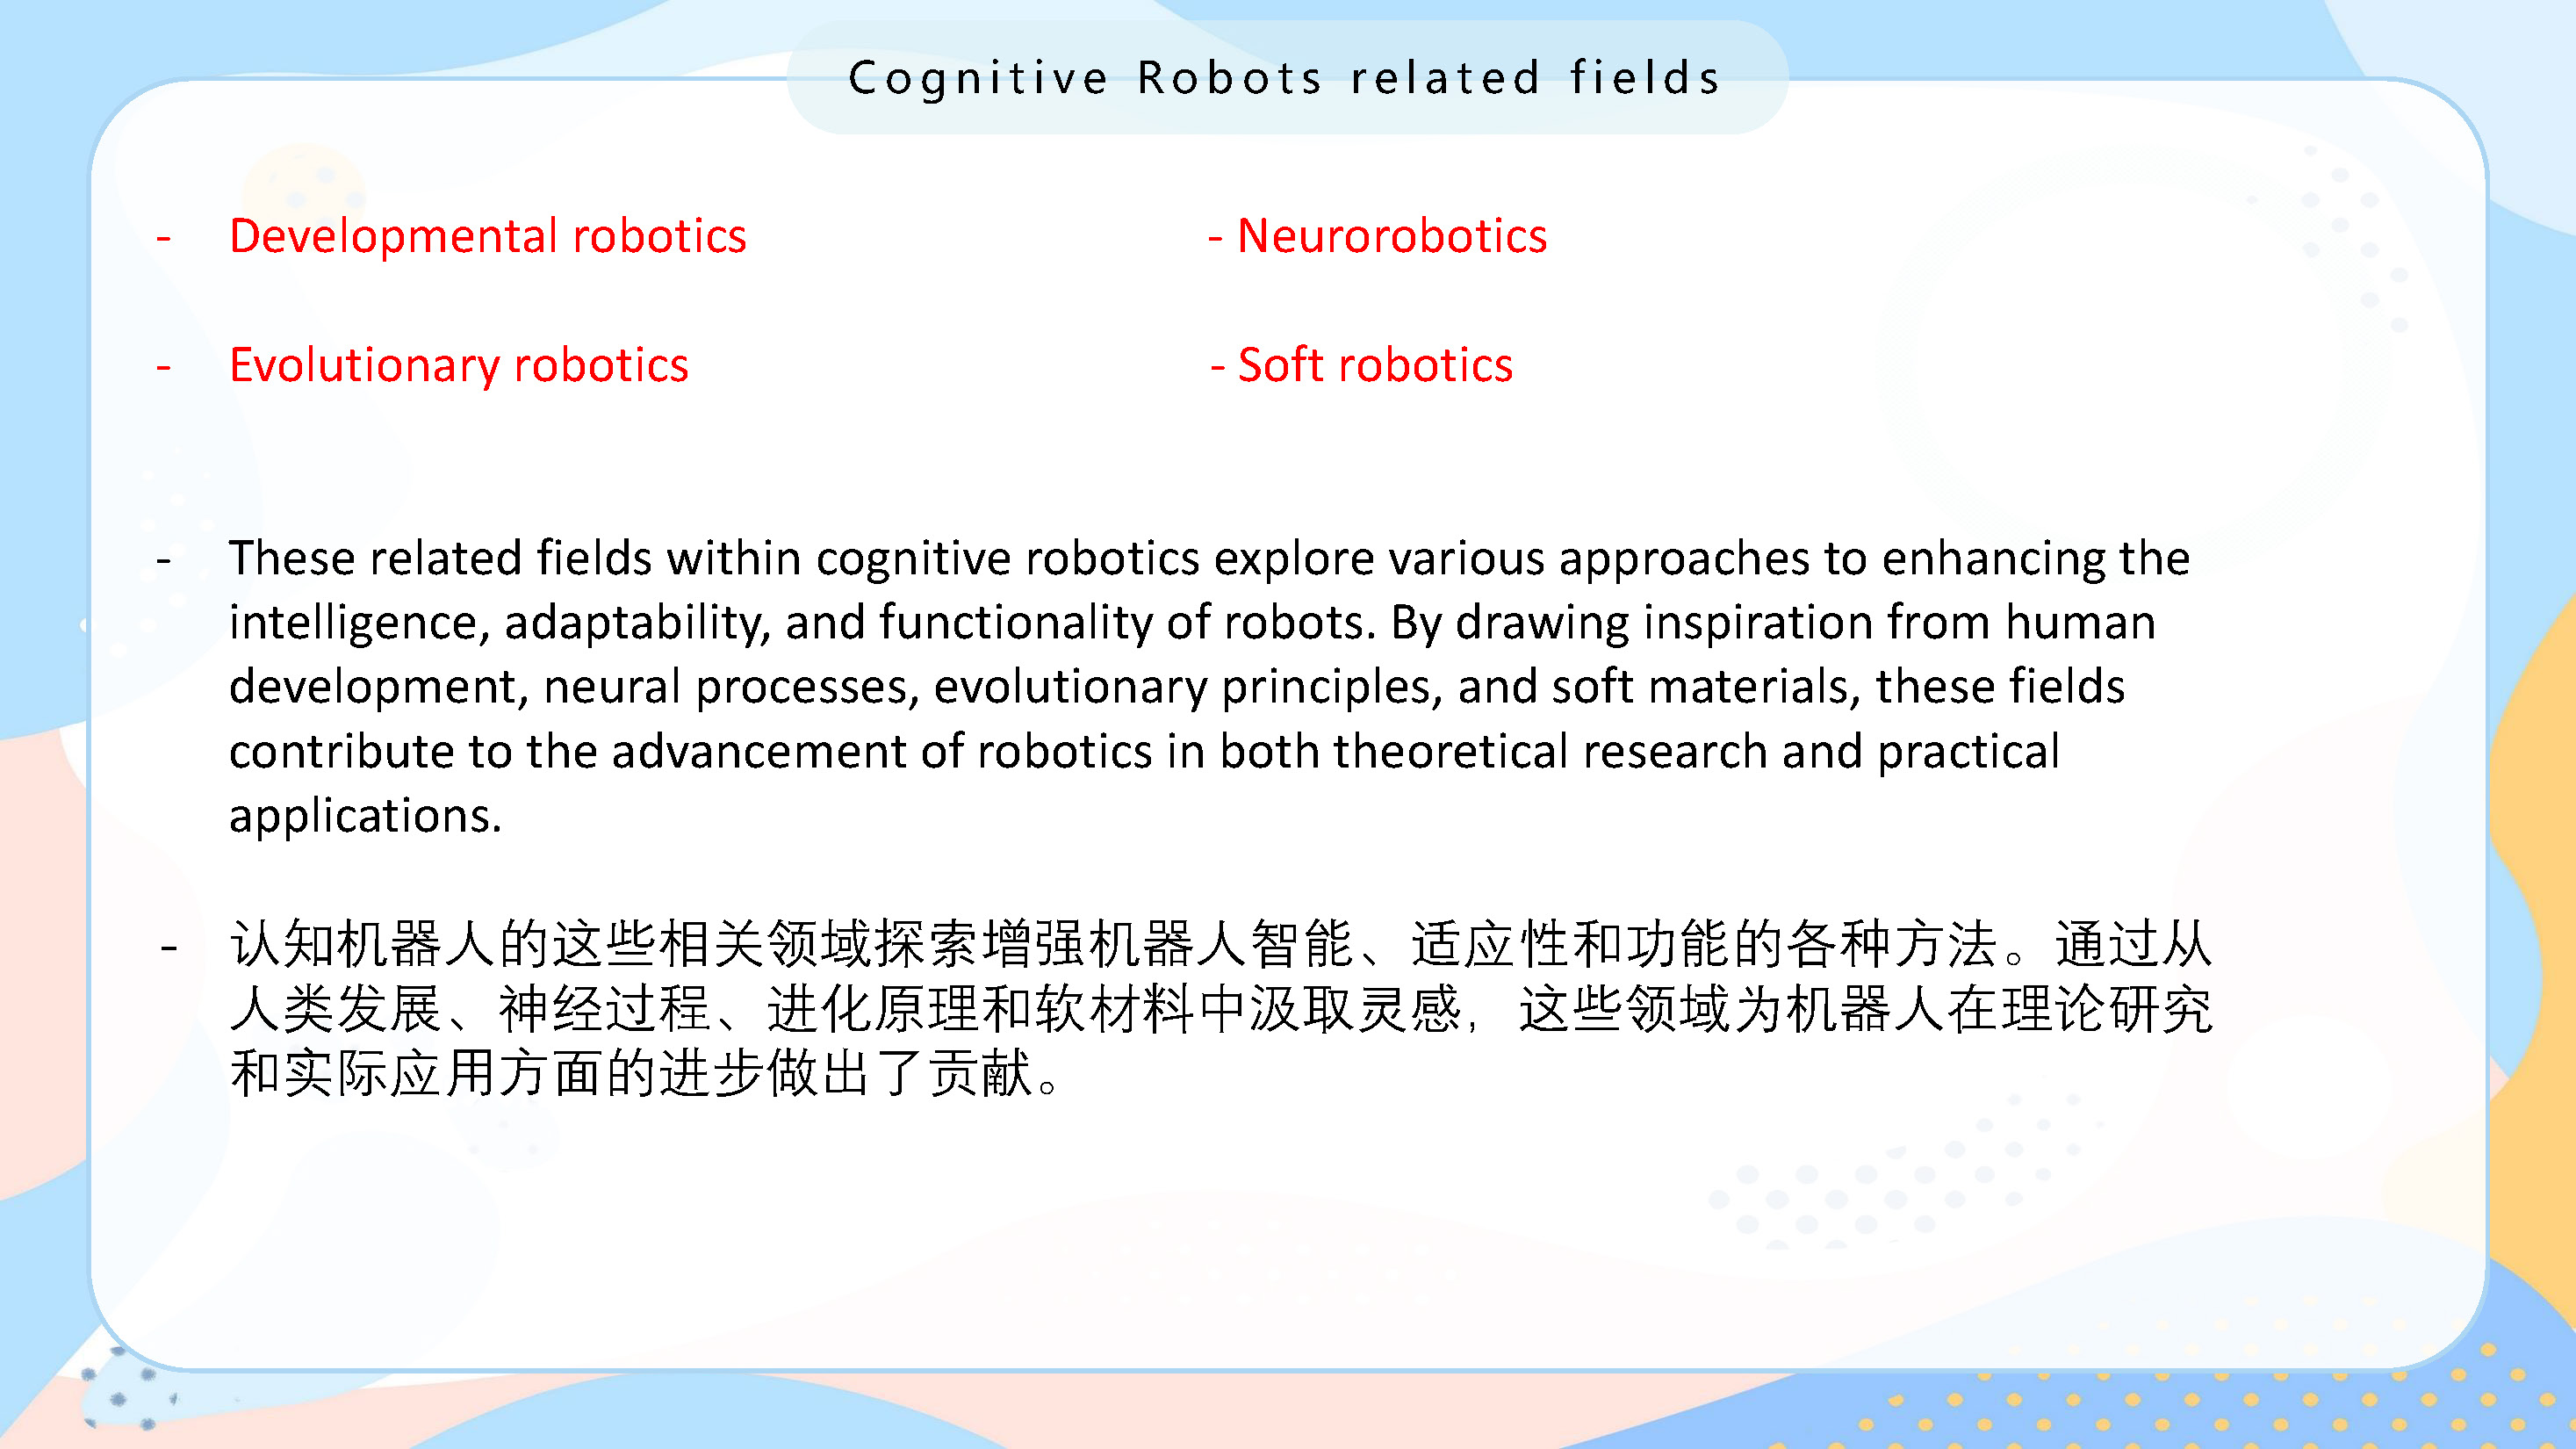 Cognitive Robots related fields
- Developmental robotics - Neurorobotics
- Evolutionary robotics - Soft robotics
- These related fields within cognitive robotics explore various approaches to enhancing the
intelligence, adaptability, and functionality of robots. By drawing inspiration from human
development, neural processes, evolutionary principles, and soft materials, these fields
contribute to the advancement of robotics in both theoretical research and practical
applications.
- 认知机器人的这些相关领域探索增强机器人智能、适应性和功能的各种方法。通过从
人类发展、神经过程、进化原理和软材料中汲取灵感，这些领域为机器人在理论研究
和实际应用方面的进步做出了贡献。